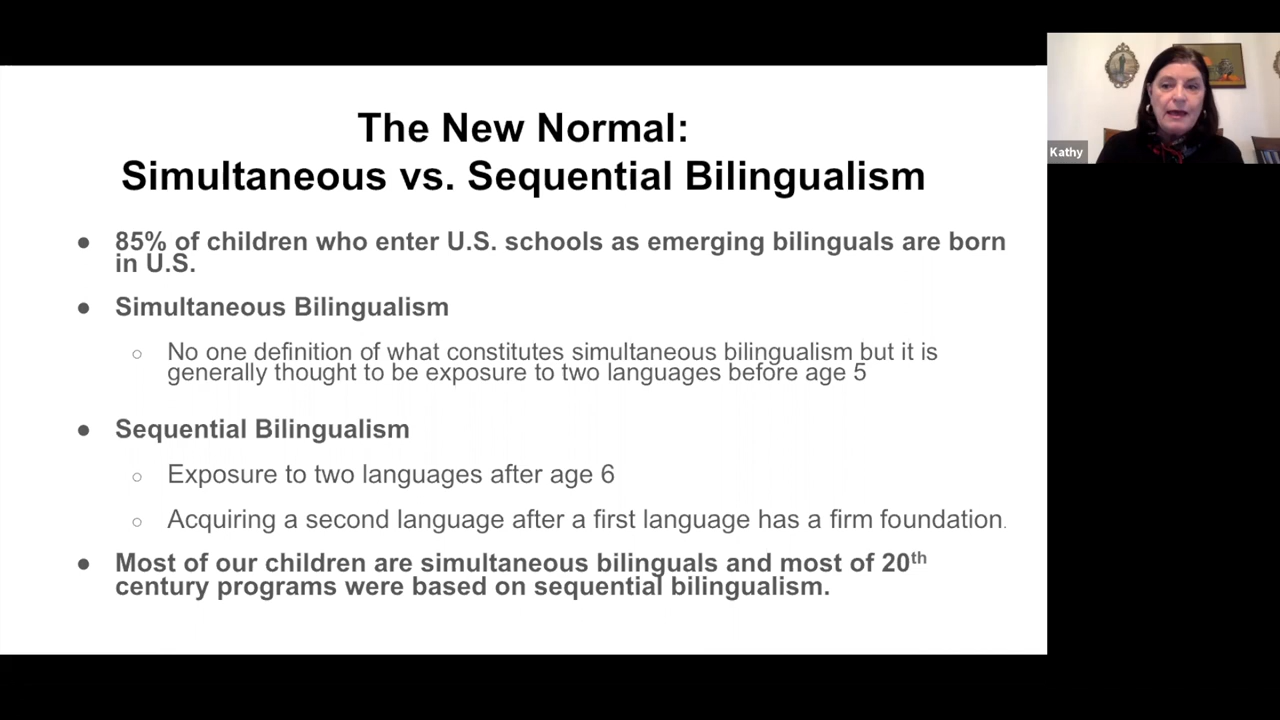 The New Normal:
Simultaneous vs. Sequential Bilingualism
● 85% of children who enter U.S. schools as emerging bilinguals are born
in U.S.
● Simultaneous Bilingualism
○ No one definition of what constitutes simultaneous bilingualism but it is
generally thought to be exposure to two languages before age 5
● Sequential Bilingualism
○ Exposure to two languages after age 6
○ Acquiring a second language after a first language has a firm foundation.
● Most of our children are simultaneous bilinguals and most of 20th
century programs were based on sequential bilingualism.
Kathy